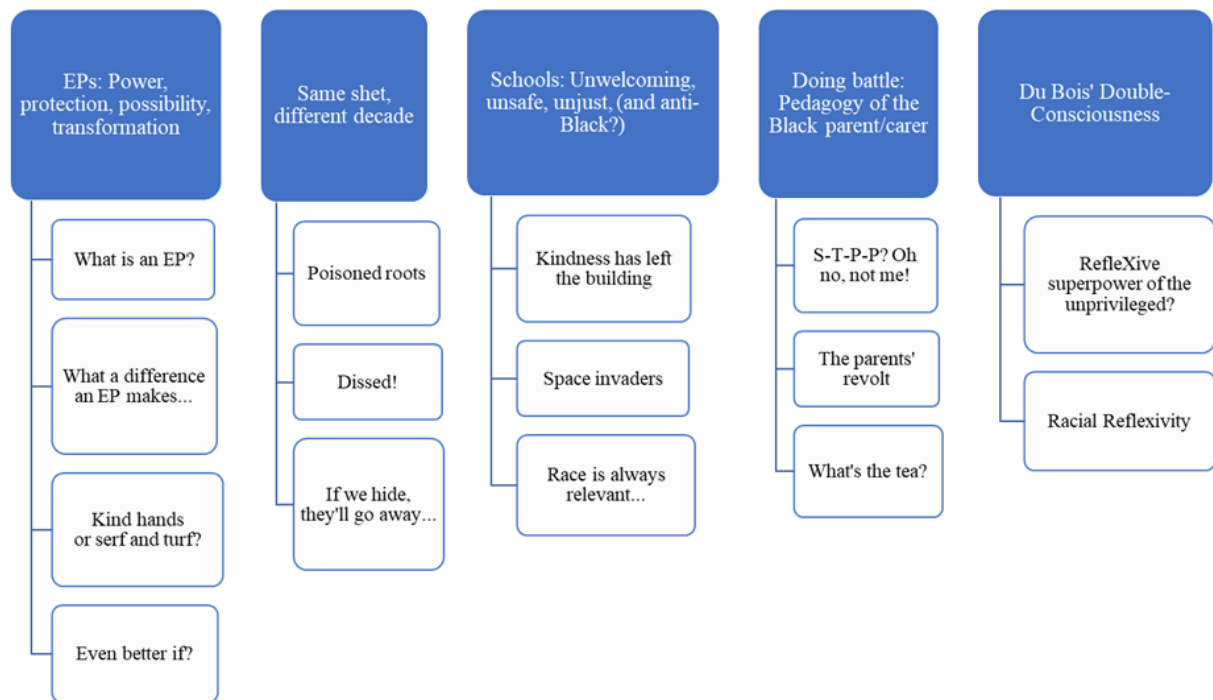 EPs: Power,
protection, possibility,
transformation
What is an EP?
What a difference
an EP makes...
Kind hands
or serf and turf?
Even better if?
Same shet,
different decade
Poisoned roots
Dissed!
If we hide,
they'll go away...
Schools: Unwelcoming,
unsafe, unjust, (and anti-
Black?)
Kindness has left
the building
Space invaders
Race is always
relevant...
Doing battle:
Pedagogy of the
Black parent/carer
S-T-P-P? Oh
no, not me!
The parents'
revolt
What's the tea?
Du Bois' Double-
Consciousness
RefleXive
superpower of the
unprivileged?
Racial Reflexivity